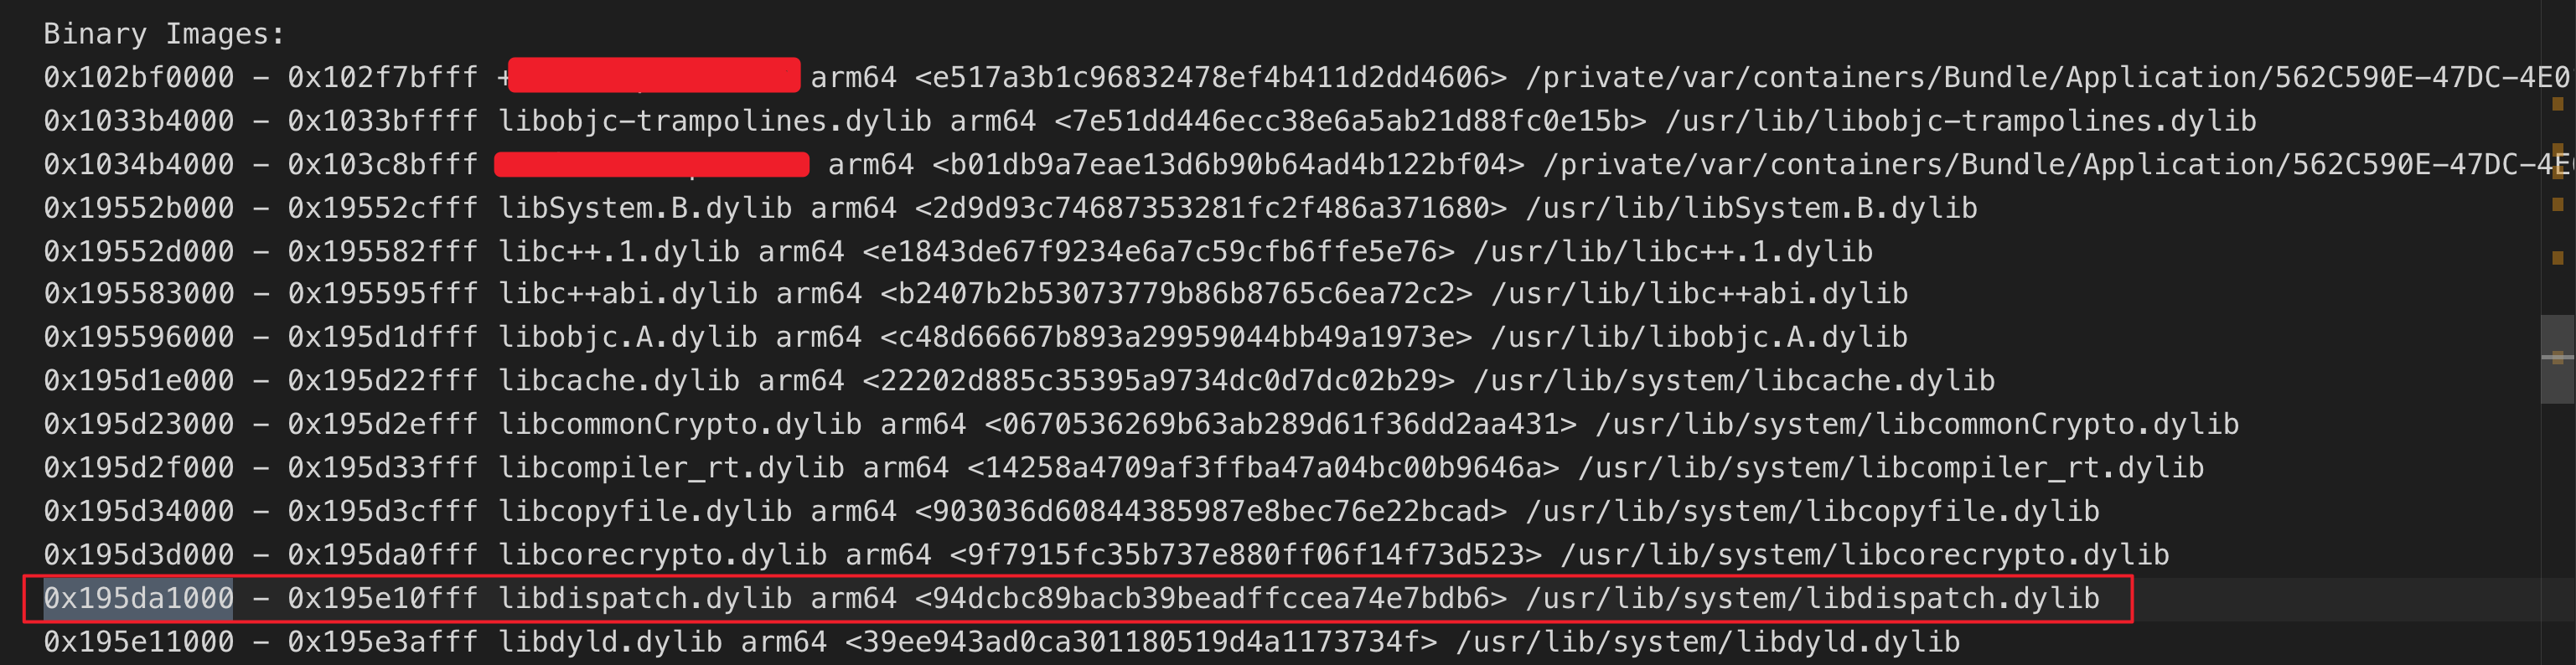 Binary Images:
0x102bf0000 - 0x102f7bfff + arm64 <e517a3b1c96832478ef4b411d2dd4606> /private/var/containers/Bundle/Application/562C590E-47DC-4E0
0x1033b4000 - 0x1033bffff libobjc-trampolines.dylib arm64 <7e51dd446ecc38e6a5ab21d88fc0e15b> /usr/lib/libobjc-trampolines.dylib
0x1034b4000 - 0x103c8bfff arm64 <b01db9a7eae13d6b90b64ad4b122bf04> /private/var/containers/Bundle/Application/562C590E-47DC-4E
0x19552b000 - 0x19552cfff libSystem.B.dylib arm64 <2d9d93c74687353281fc2f486a371680> /usr/lib/libSystem.B.dylib
0x19552d000 - 0x195582fff libc++.1.dylib arm64 <e1843de67f9234e6a7c59cfb6ffe5e76> /usr/lib/libc++.1.dylib
0x195583000 - 0x195595fff libc++abi.dylib arm64 <b2407b2b53073779b86b8765c6ea72c2> /usr/lib/libc++abi.dylib
0x195596000 - 0x195d1dfff libobjc.A.dylib arm64 <c48d66667b893a29959044bb49a1973e> /usr/lib/libobjc.A.dylib
0x195d1e000 - 0x195d22fff libcache.dylib arm64 <22202d885c35395a9734dc0d7dc02b29> /usr/lib/system/libcache.dylib
0x195d23000 - 0x195d2efff libcommonCrypto.dylib arm64 <0670536269b63ab289d61f36dd2aa431> /usr/lib/system/libcommonCrypto.dylib
0x195d2f000 - 0x195d33fff libcompiler_rt.dylib arm64 <14258a4709af3ffba47a04bc00b9646a> /usr/lib/system/libcompiler_rt.dylib
0x195d34000 - 0x195d3cfff libcopyfile.dylib arm64 <903036d60844385987e8bec76e22bcad> /usr/lib/system/libcopyfile.dylib
0x195d3d000 - 0x195da0fff libcorecrypto.dylib arm64 <9f7915fc35b737e880ff06f14f73d523> /usr/lib/system/libcorecrypto.dylib
0x195da1000 - 0x195e10fff libdispatch.dylib arm64 <94dcbc89bacb39beadffccea74e7bdb6> /usr/lib/system/libdispatch.dylib
0x195e11000 - 0x195e3afff libdyld.dylib arm64 <39ee943ad0ca301180519d4a1173734f> /usr/lib/system/libdyld.dylib